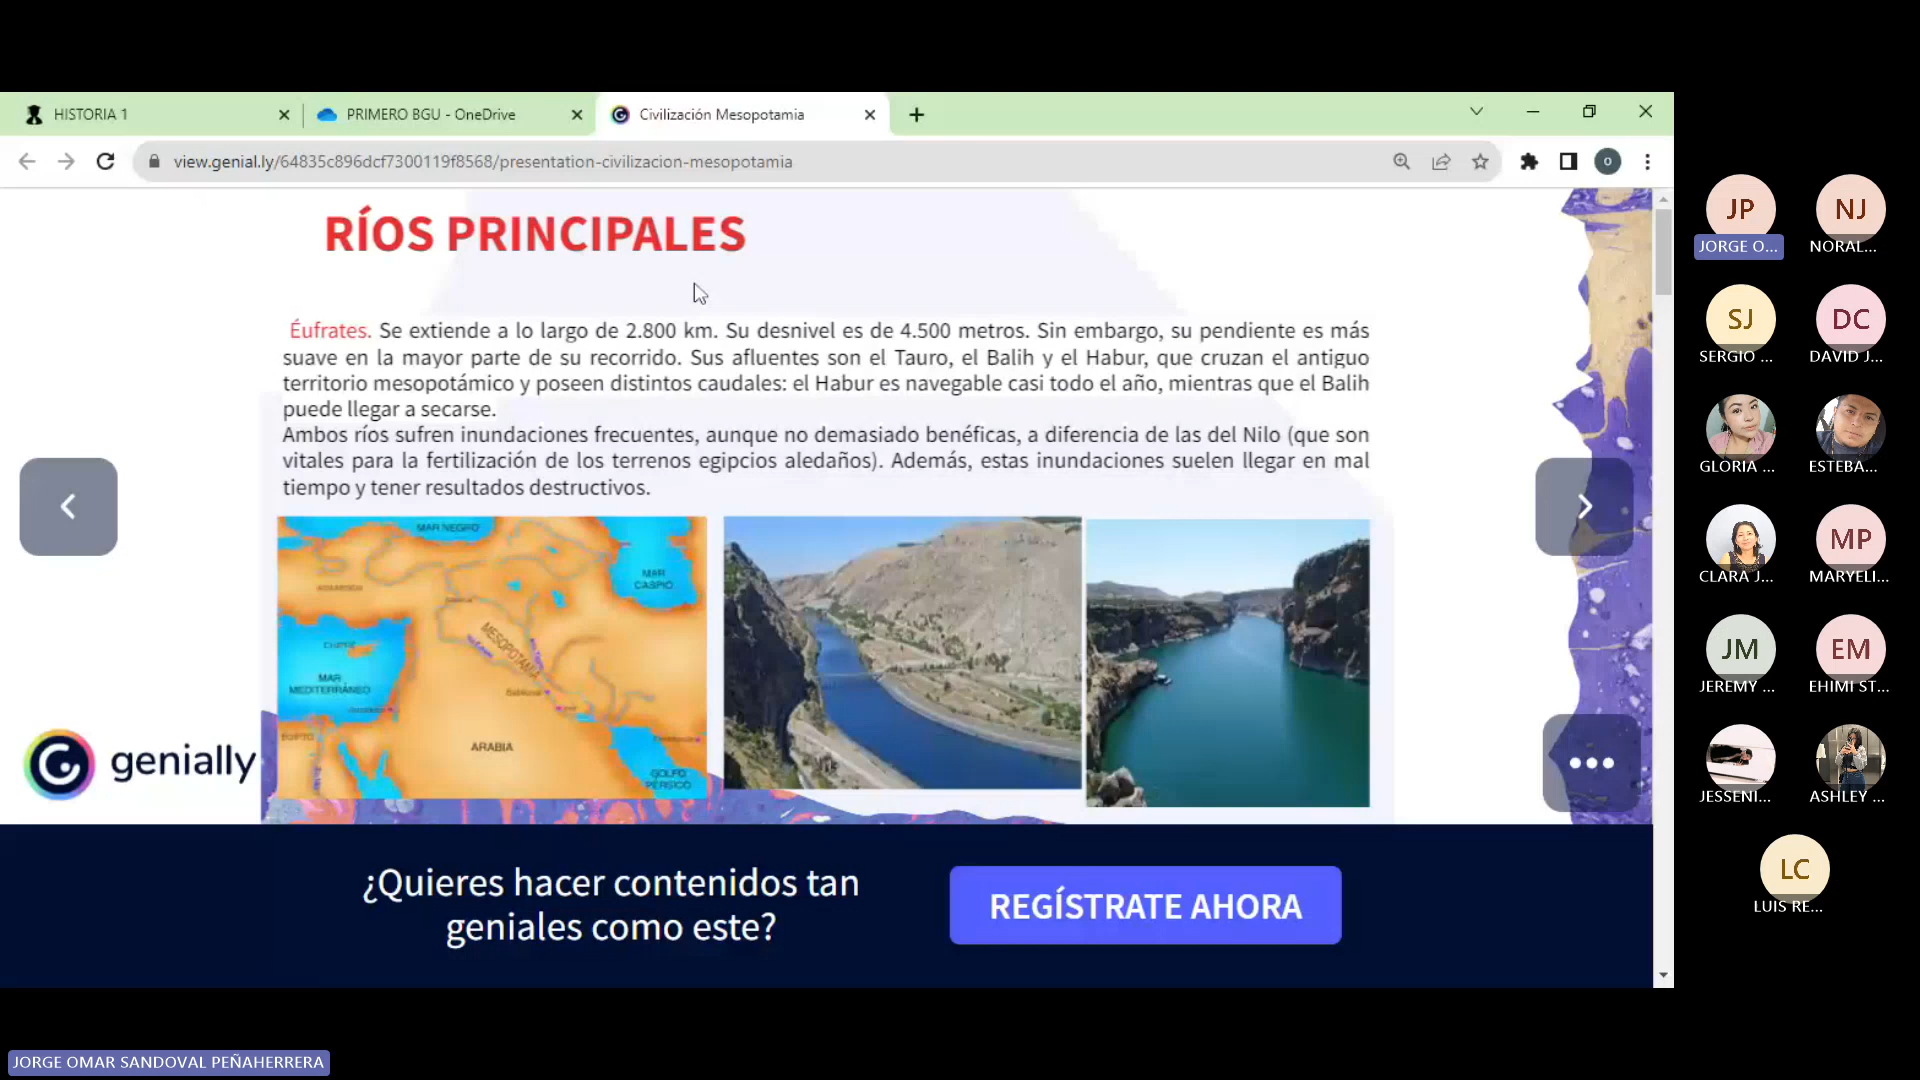 HISTORIA 1
PRIMERO BGU - OneDrive
Civilización Mesopotamia
view.genial.ly/64835c896dcf7300119f8568/presentation-civilizacion-mesopotamia
O
RÍOS PRINCIPALES
Éufrates. Se extiende a lo largo de 2.800 km. Su desnivel es de 4.500 metros. Sin embargo, su pendiente es más
suave en la mayor parte de su recorrido. Sus afluentes son el Tauro, el Balih y el Habur, que cruzan el antiguo
territorio mesopotámico y poseen distintos caudales: el Habur es navegable casi todo el año, mientras que el Balih
puede llegar a secarse.
Ambos ríos sufren inundaciones frecuentes, aunque no demasiado benéficas, a diferencia de las del Nilo (que son
vitales para la fertilización de los terrenos egipcios aledaños). Además, estas inundaciones suelen llegar en mal
tiempo y tener resultados destructivos.
MAR NEGRO
MAR
CASPIO
CHIPRE
MESOPOTAMIA
MAR
MEDITERRÁNEO
EGIPTO
ARABIA
GOLFO
PÉRSICO
genially
¿Quieres hacer contenidos tan
geniales como este?
REGÍSTRATE AHORA
JP
JORGE O...
NJ
NORAL...
SJ
SERGIO ...
DC
DAVID J...
GLORIA ...
ESTEBA...
CLARA J...
MP
MARYELI...
JM
JEREMY ...
EM
EHIMI ST...
JESSENI...
ASHLEY ...
LC
LUIS RE...
JORGE OMAR SANDOVAL PEÑAHERRERA